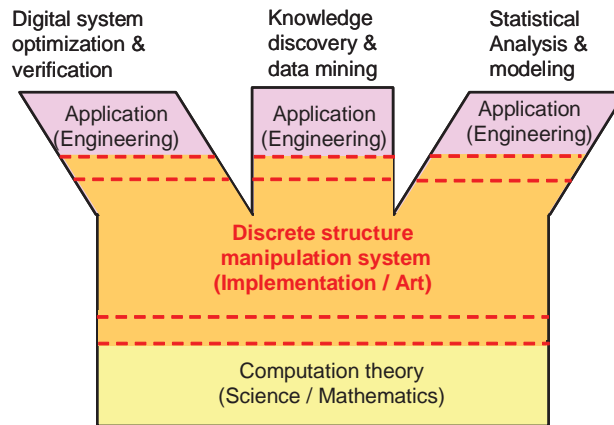 Digital system
optimization &
verification
Knowledge
discovery &
data mining
Statistical
Analysis &
modeling
Application
(Engineering)
Application
(Engineering)
Application
(Engineering)
Discrete structure
manipulation system
(Implementation / Art)
Computation theory
(Science / Mathematics)